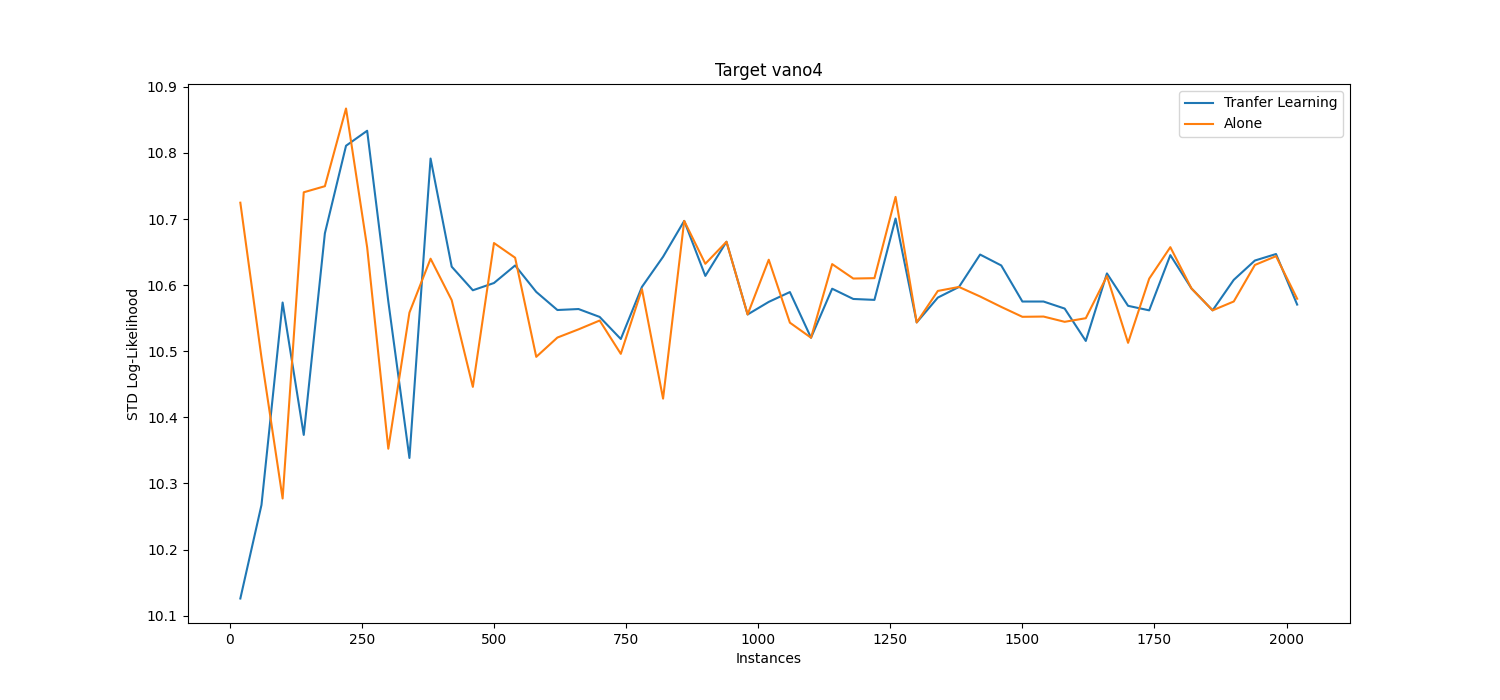 Target vano4
Tranfer Learning
Alone
STD Log-Likelihood
10.9
10.8
10.7
10.6
10.5
10.4
10.3
10.2
10.1
0 250 500 750 1000 1250 1500 1750 2000
Instances